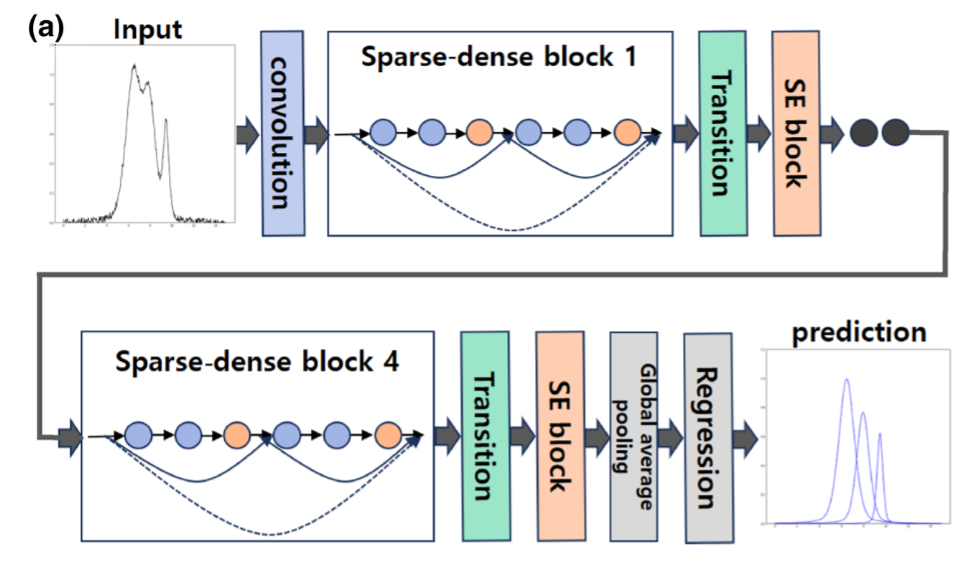 (a)
Input
convolution
Sparse-dense block 1
Transition
SE block
Sparse-dense block 4
Transition
SE block
Global average
pooling
Regression
prediction